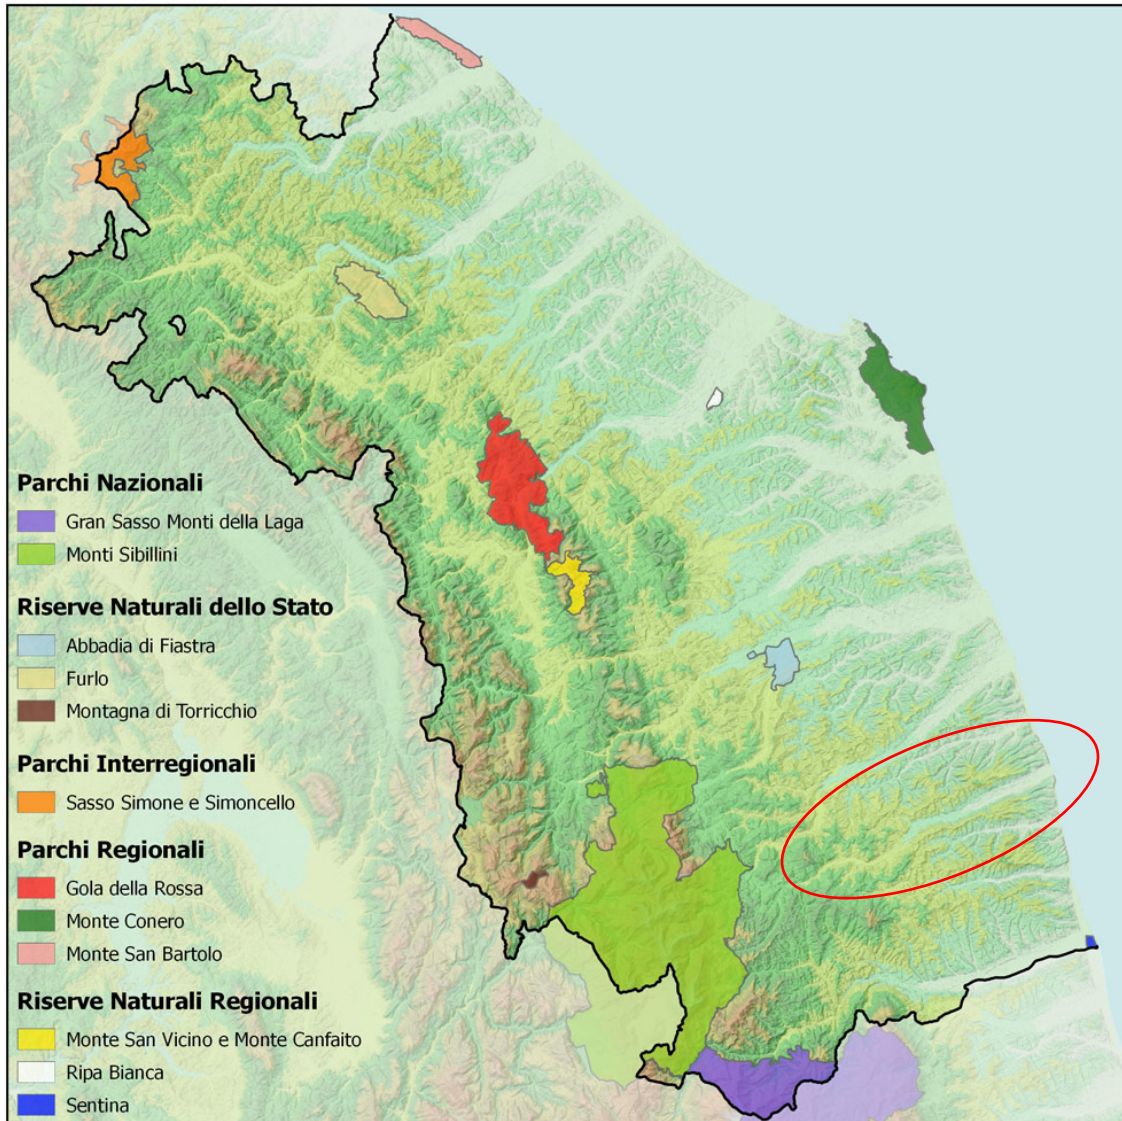 Parchi Nazionali
Gran Sasso Monti della Laga
Monti Sibillini
Riserve Naturali dello Stato
Abbadia di Fiastra
Furlo
Montagna di Torricchio
Parchi Interregionali
Sasso Simone e Simoncello
Parchi Regionali
Gola della Rossa
Monte Conero
Monte San Bartolo
Riserve Naturali Regionali
Monte San Vicino e Monte Canfaito
Ripa Bianca
Sentina